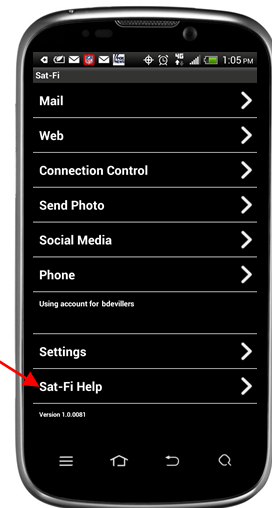 4G 1:05 PM
Sat-Fi
Mail
Web
Connection Control
Send Photo
Social Media
Phone
Using account for bdevillers
Settings
Sat-Fi Help
Version 1.0.0081